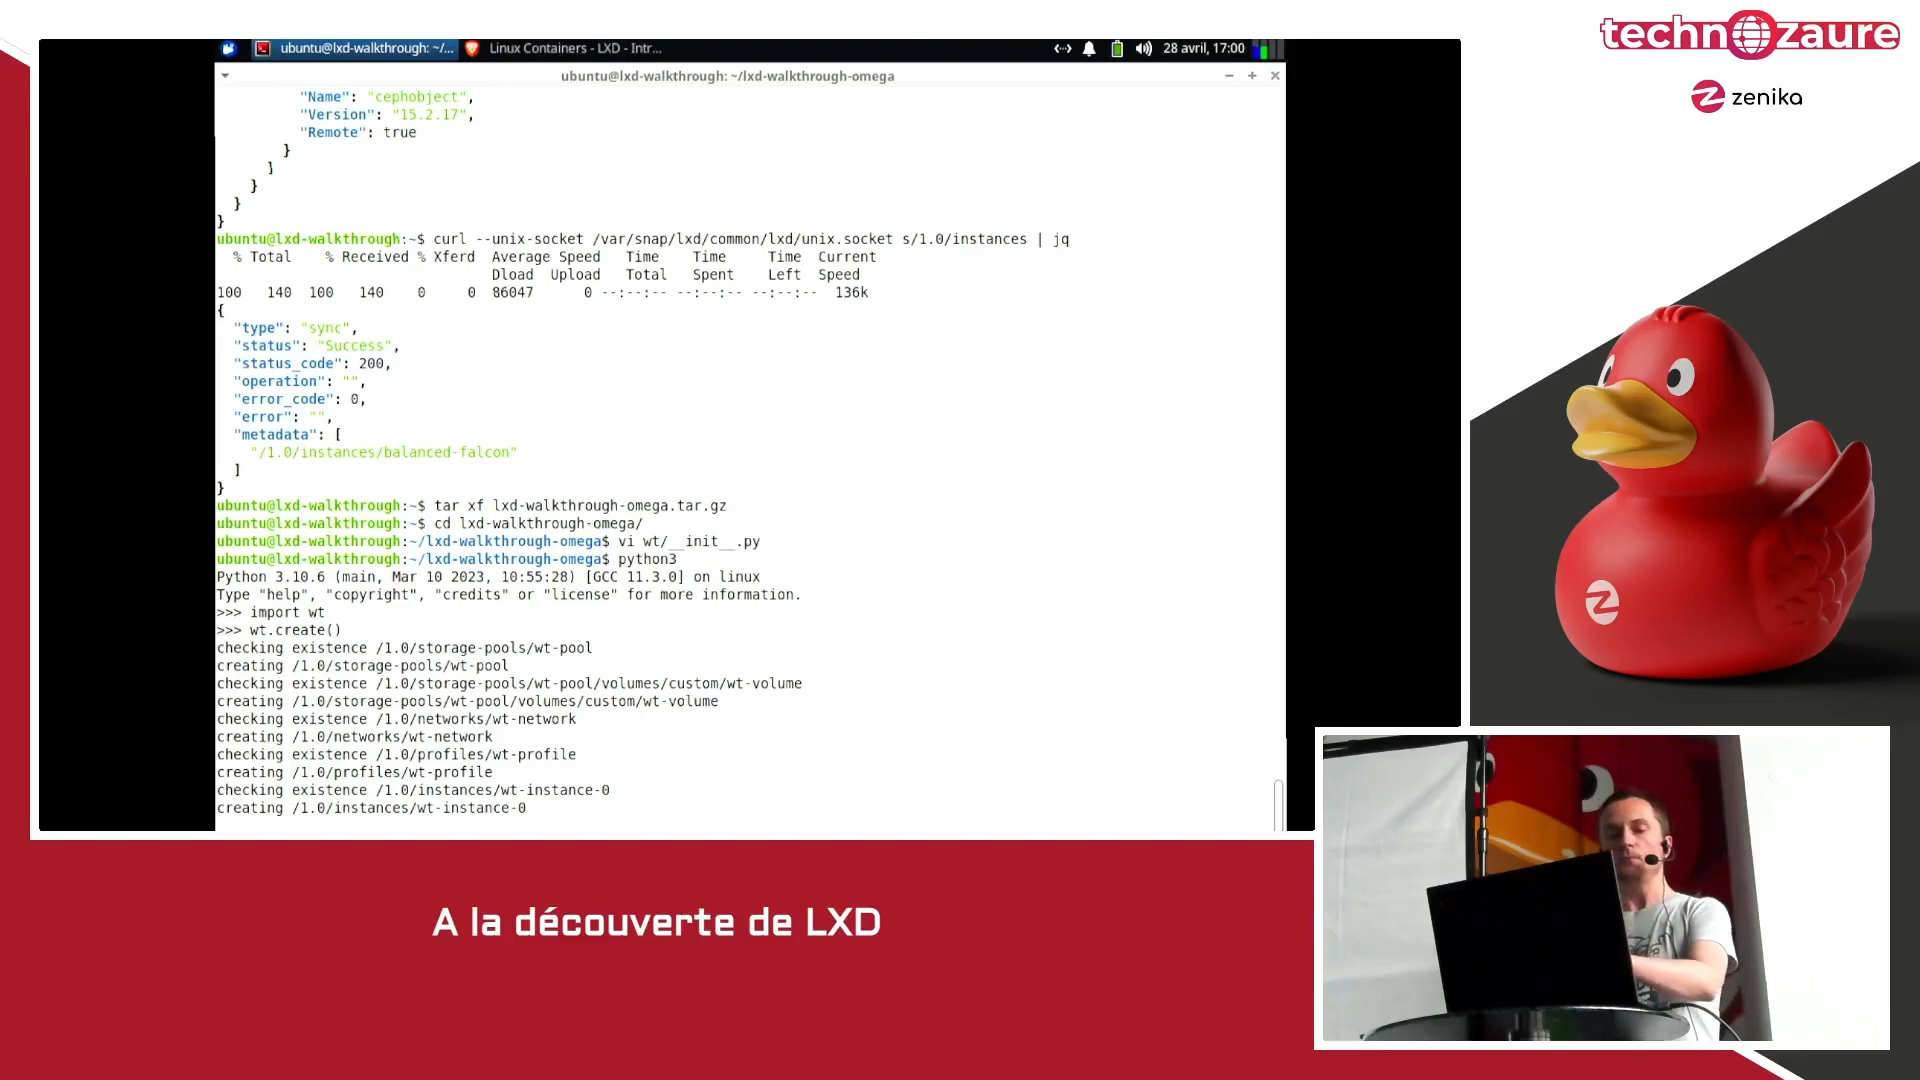 ubuntu@lxd-walkthrough: ~/...
Linux Containers - LXD - Intr...
28 avril, 17:00
ubuntu@lxd-walkthrough: ~/lxd-walkthrough-omega
"Name": "cephobject",
"Version": "15.2.17",
"Remote": true
}
]
}
}
}
ubuntu@lxd-walkthrough:~$ curl --unix-socket /var/snap/lxd/common/lxd/unix.socket s/1.0/instances | jq
% Total % Received % Xferd Average Speed Time Time Time Current
Dload Upload Total Spent Left Speed
100 140 100 140 0 0 86047 0 --:--:-- --:--:-- --:--:-- 136k
{
"type": "sync",
"status": "Success",
"status_code": 200,
"operation": "",
"error_code": 0,
"error": "",
"metadata": [
"/1.0/instances/balanced-falcon"
]
}
ubuntu@lxd-walkthrough:~$ tar xf lxd-walkthrough-omega.tar.gz
ubuntu@lxd-walkthrough:~$ cd lxd-walkthrough-omega/
ubuntu@lxd-walkthrough:~/lxd-walkthrough-omega$ vi wt/__init__.py
ubuntu@lxd-walkthrough:~/lxd-walkthrough-omega$ python3
Python 3.10.6 (main, Mar 10 2023, 10:55:28) [GCC 11.3.0] on linux
Type "help", "copyright", "credits" or "license" for more information.
>>> import wt
>>> wt.create()
checking existence /1.0/storage-pools/wt-pool
creating /1.0/storage-pools/wt-pool
checking existence /1.0/storage-pools/wt-pool/volumes/custom/wt-volume
creating /1.0/storage-pools/wt-pool/volumes/custom/wt-volume
checking existence /1.0/networks/wt-network
creating /1.0/networks/wt-network
checking existence /1.0/profiles/wt-profile
creating /1.0/profiles/wt-profile
checking existence /1.0/instances/wt-instance-0
creating /1.0/instances/wt-instance-0
technozaure
zenika
A la découverte de LXD